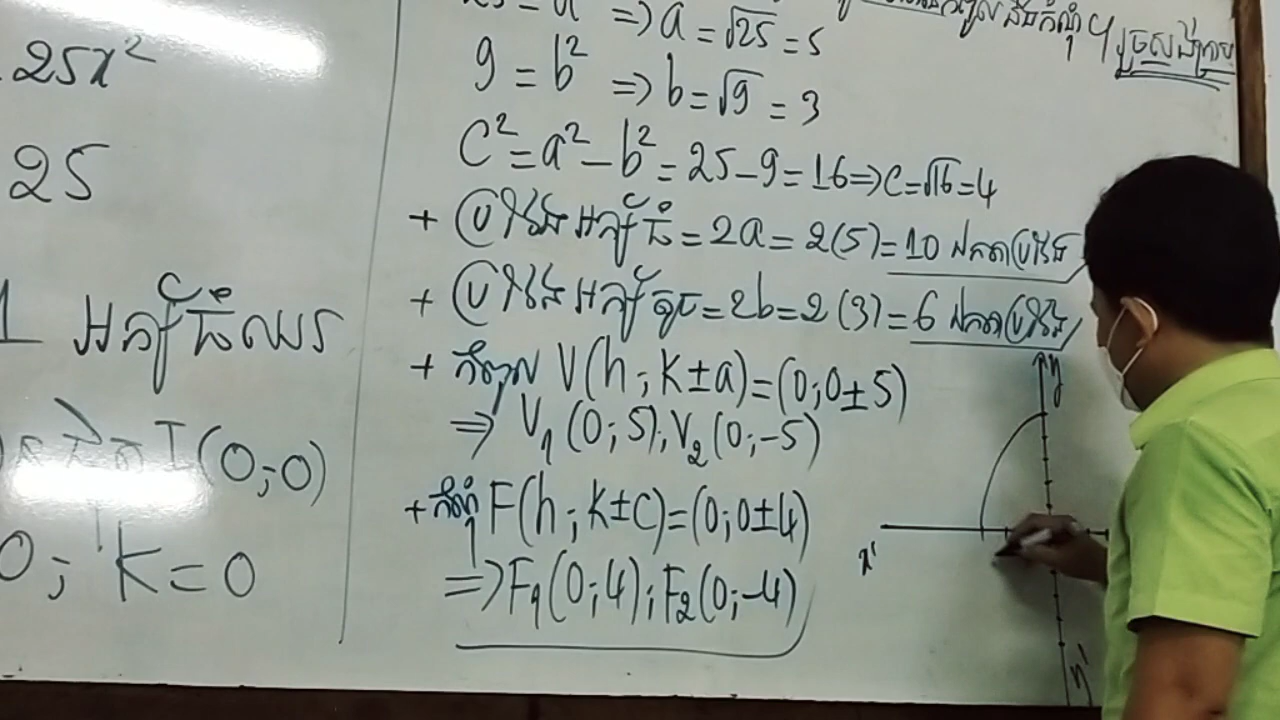 25x²
25
1 អ័ក្សធំឈរ
I(0;0)
0; k=0
25 = a² ⇒ a = √25 = 5
9 = b² ⇒ b = √9 = 3
c² = a² − b² = 25 − 9 = 16 ⇒ c = √16 = 4
+ ប្រវែងអ័ក្សធំ = 2a = 2(5) = 10 ឯកតាប្រវែង
+ ប្រវែងអ័ក្សតូច = 2b = 2(3) = 6 ឯកតាប្រវែង
+ កំពូល V(h; k±a) = (0; 0±5)
⇒ V₁(0; 5); V₂(0; −5)
+ កំណុំ F(h; k±c) = (0; 0±4)
⇒ F₁(0; 4); F₂(0; −4)
y
x'
y'